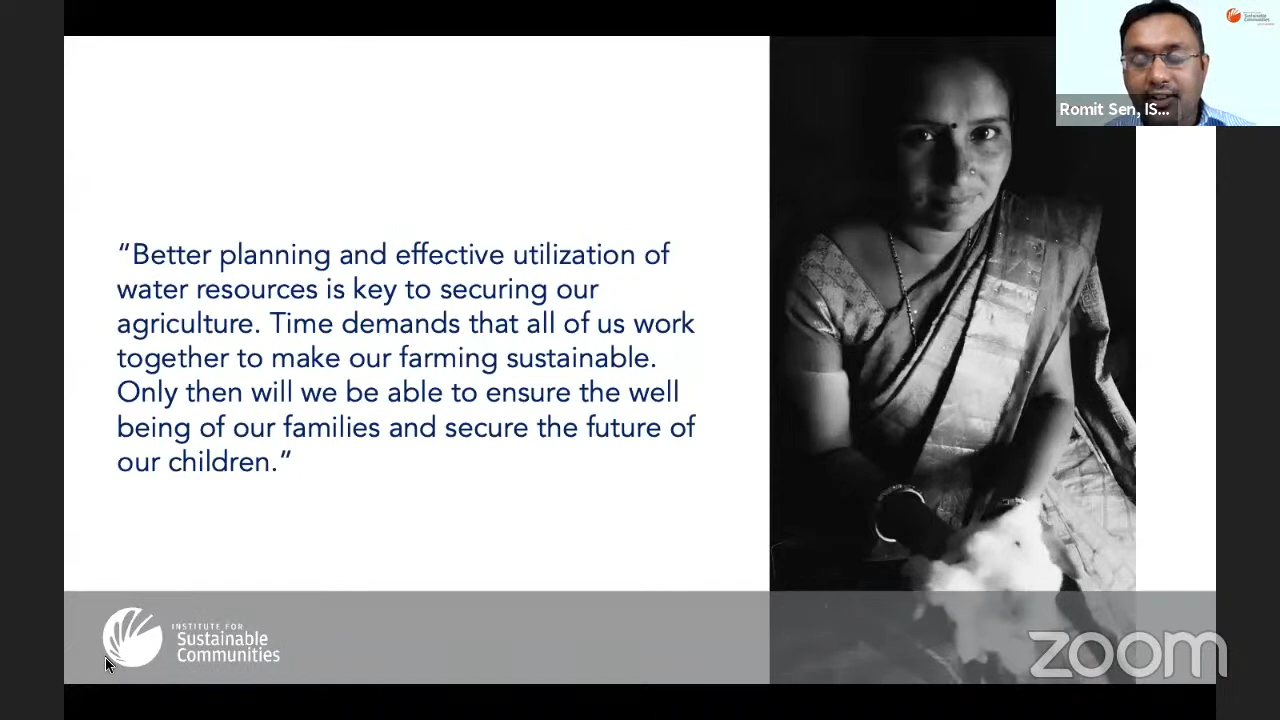 Sustainable
Communities
Romit Sen, IS...
“Better planning and effective utilization of
water resources is key to securing our
agriculture. Time demands that all of us work
together to make our farming sustainable.
Only then will we be able to ensure the well
being of our families and secure the future of
our children.”
INSTITUTE FOR
Sustainable
Communities
zoom